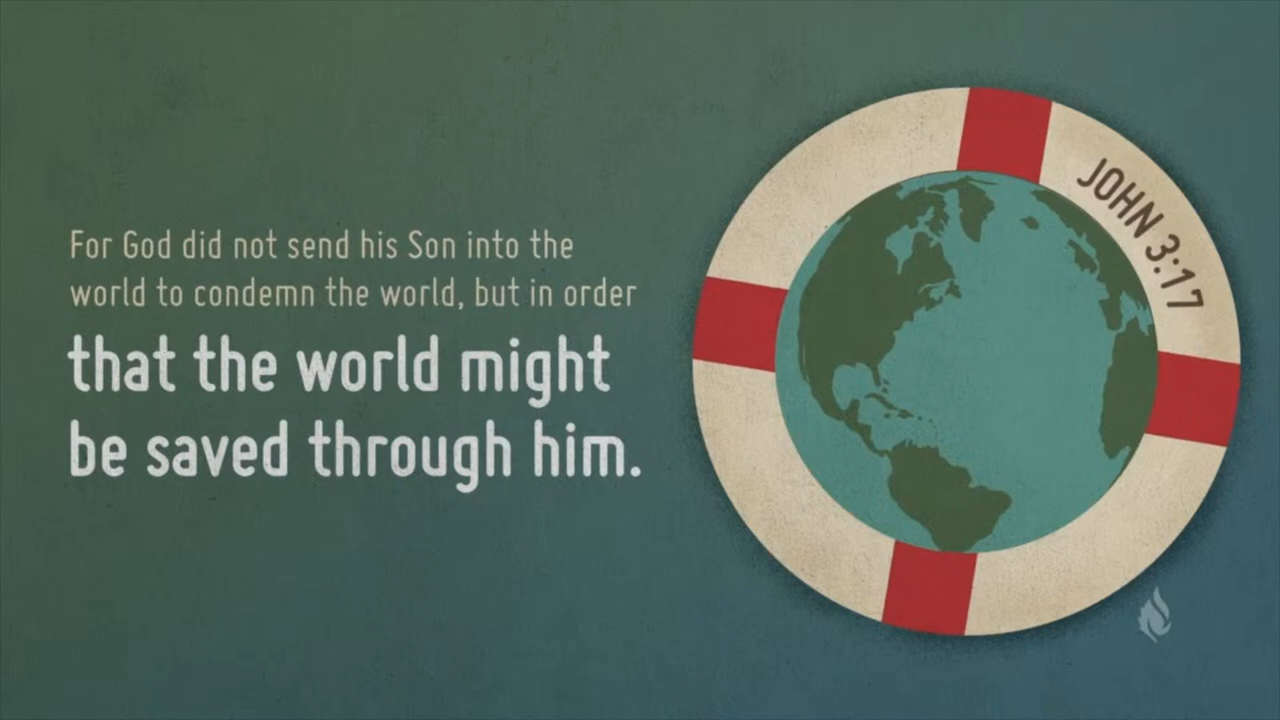 For God did not send his Son into the
world to condemn the world, but in order
that the world might
be saved through him.
JOHN 3:17